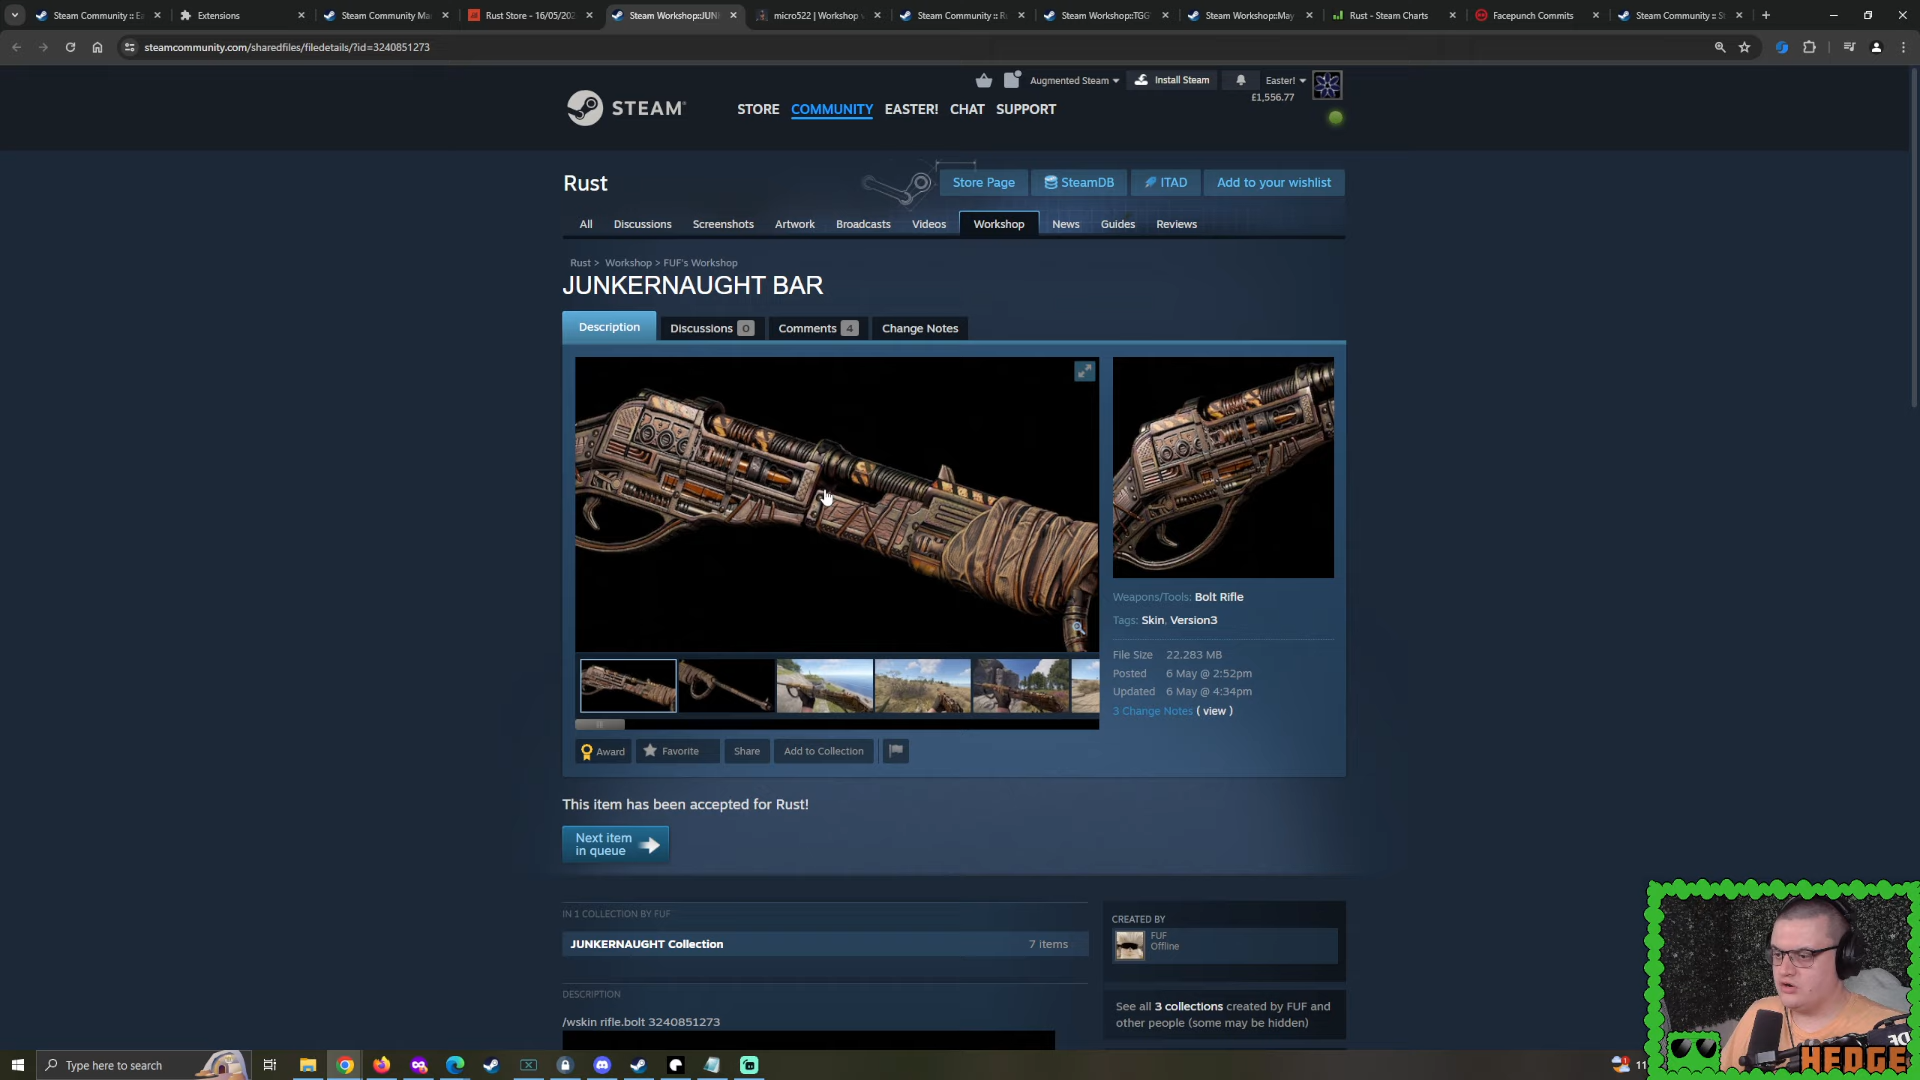 Steam Community :: Ea
Extensions
Steam Community Ma
Rust Store - 16/05/202
Steam Workshop::JUN
micro522 | Workshop v
Steam Community :: Ru
Steam Workshop::TGG
Steam Workshop::May
Rust - Steam Charts
Facepunch Commits
Steam Community :: St
steamcommunity.com/sharedfiles/filedetails/?id=3240851273
Augmented Steam
Install Steam
Easter!
£1,556.77
STEAM
STORE
COMMUNITY
EASTER!
CHAT
SUPPORT
Rust
Store Page
SteamDB
ITAD
Add to your wishlist
All
Discussions
Screenshots
Artwork
Broadcasts
Videos
Workshop
News
Guides
Reviews
Rust > Workshop > FUF's Workshop
JUNKERNAUGHT BAR
Description
Discussions 0
Comments 4
Change Notes
Weapons/Tools: Bolt Rifle
Tags: Skin, Version3
File Size 22.283 MB
Posted 6 May @ 2:52pm
Updated 6 May @ 4:34pm
3 Change Notes ( view )
Award
Favorite
Share
Add to Collection
This item has been accepted for Rust!
Next item
in queue
IN 1 COLLECTION BY FUF
JUNKERNAUGHT Collection
7 items
CREATED BY
FUF
Offline
DESCRIPTION
/wskin rifle.bolt 3240851273
See all 3 collections created by FUF and
other people (some may be hidden)
Type here to search
HEDGE